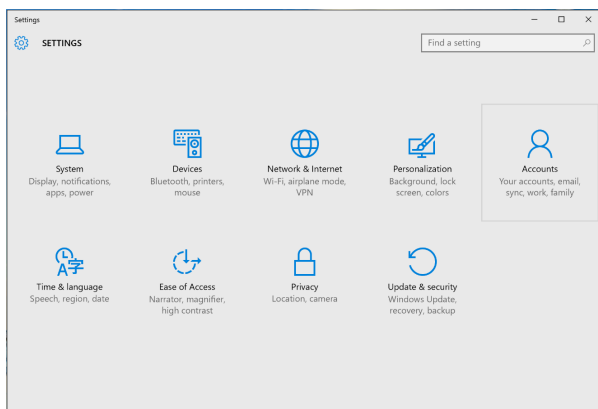 Settings
SETTINGS
Find a setting
System
Display, notifications,
apps, power
Devices
Bluetooth, printers,
mouse
Network & Internet
Wi-Fi, airplane mode,
VPN
Personalization
Background, lock
screen, colors
Accounts
Your accounts, email,
sync, work, family
A字
Time & language
Speech, region, date
Ease of Access
Narrator, magnifier,
high contrast
Privacy
Location, camera
Update & security
Windows Update,
recovery, backup